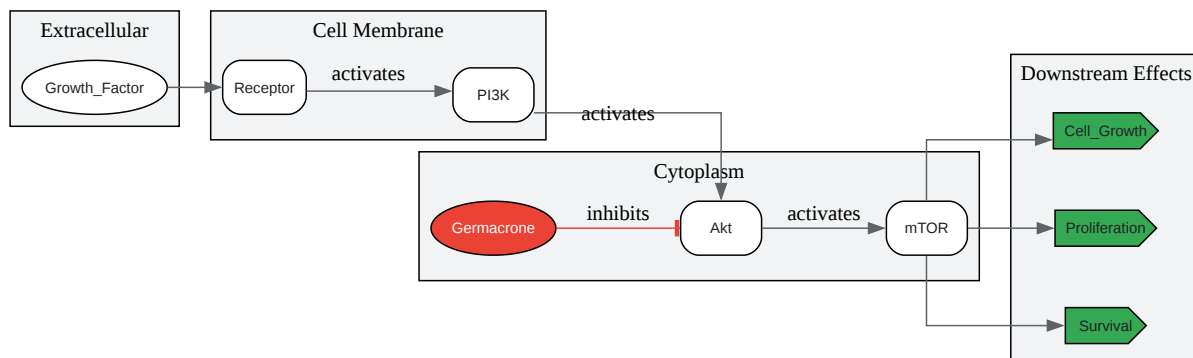 Extracellular
Growth_Factor
Cell Membrane
Receptor
activates
PI3K
activates
Cytoplasm
Germacrone
inhibits
Akt
activates
mTOR
Downstream Effects
Cell_Growth
Proliferation
Survival